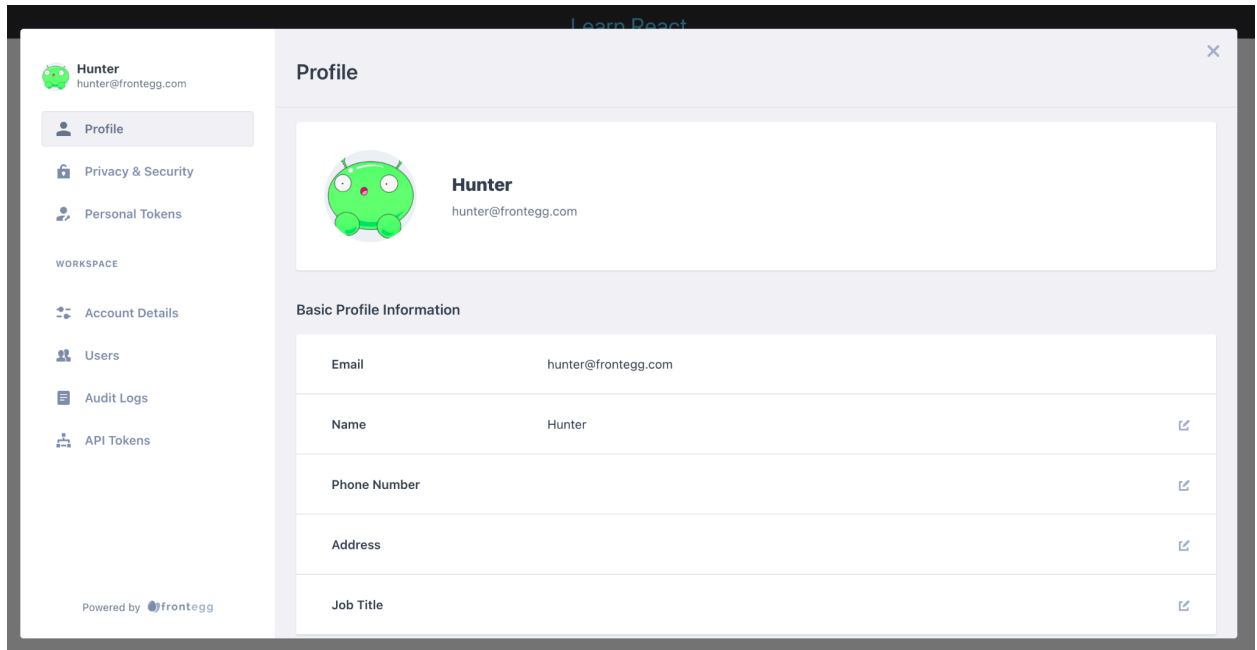 Learn React
Hunter
hunter@frontegg.com
Profile
Privacy & Security
Personal Tokens
WORKSPACE
Account Details
Users
Audit Logs
API Tokens
Powered by frontegg
Profile
Hunter
hunter@frontegg.com
Basic Profile Information
Email hunter@frontegg.com
Name Hunter
Phone Number
Address
Job Title